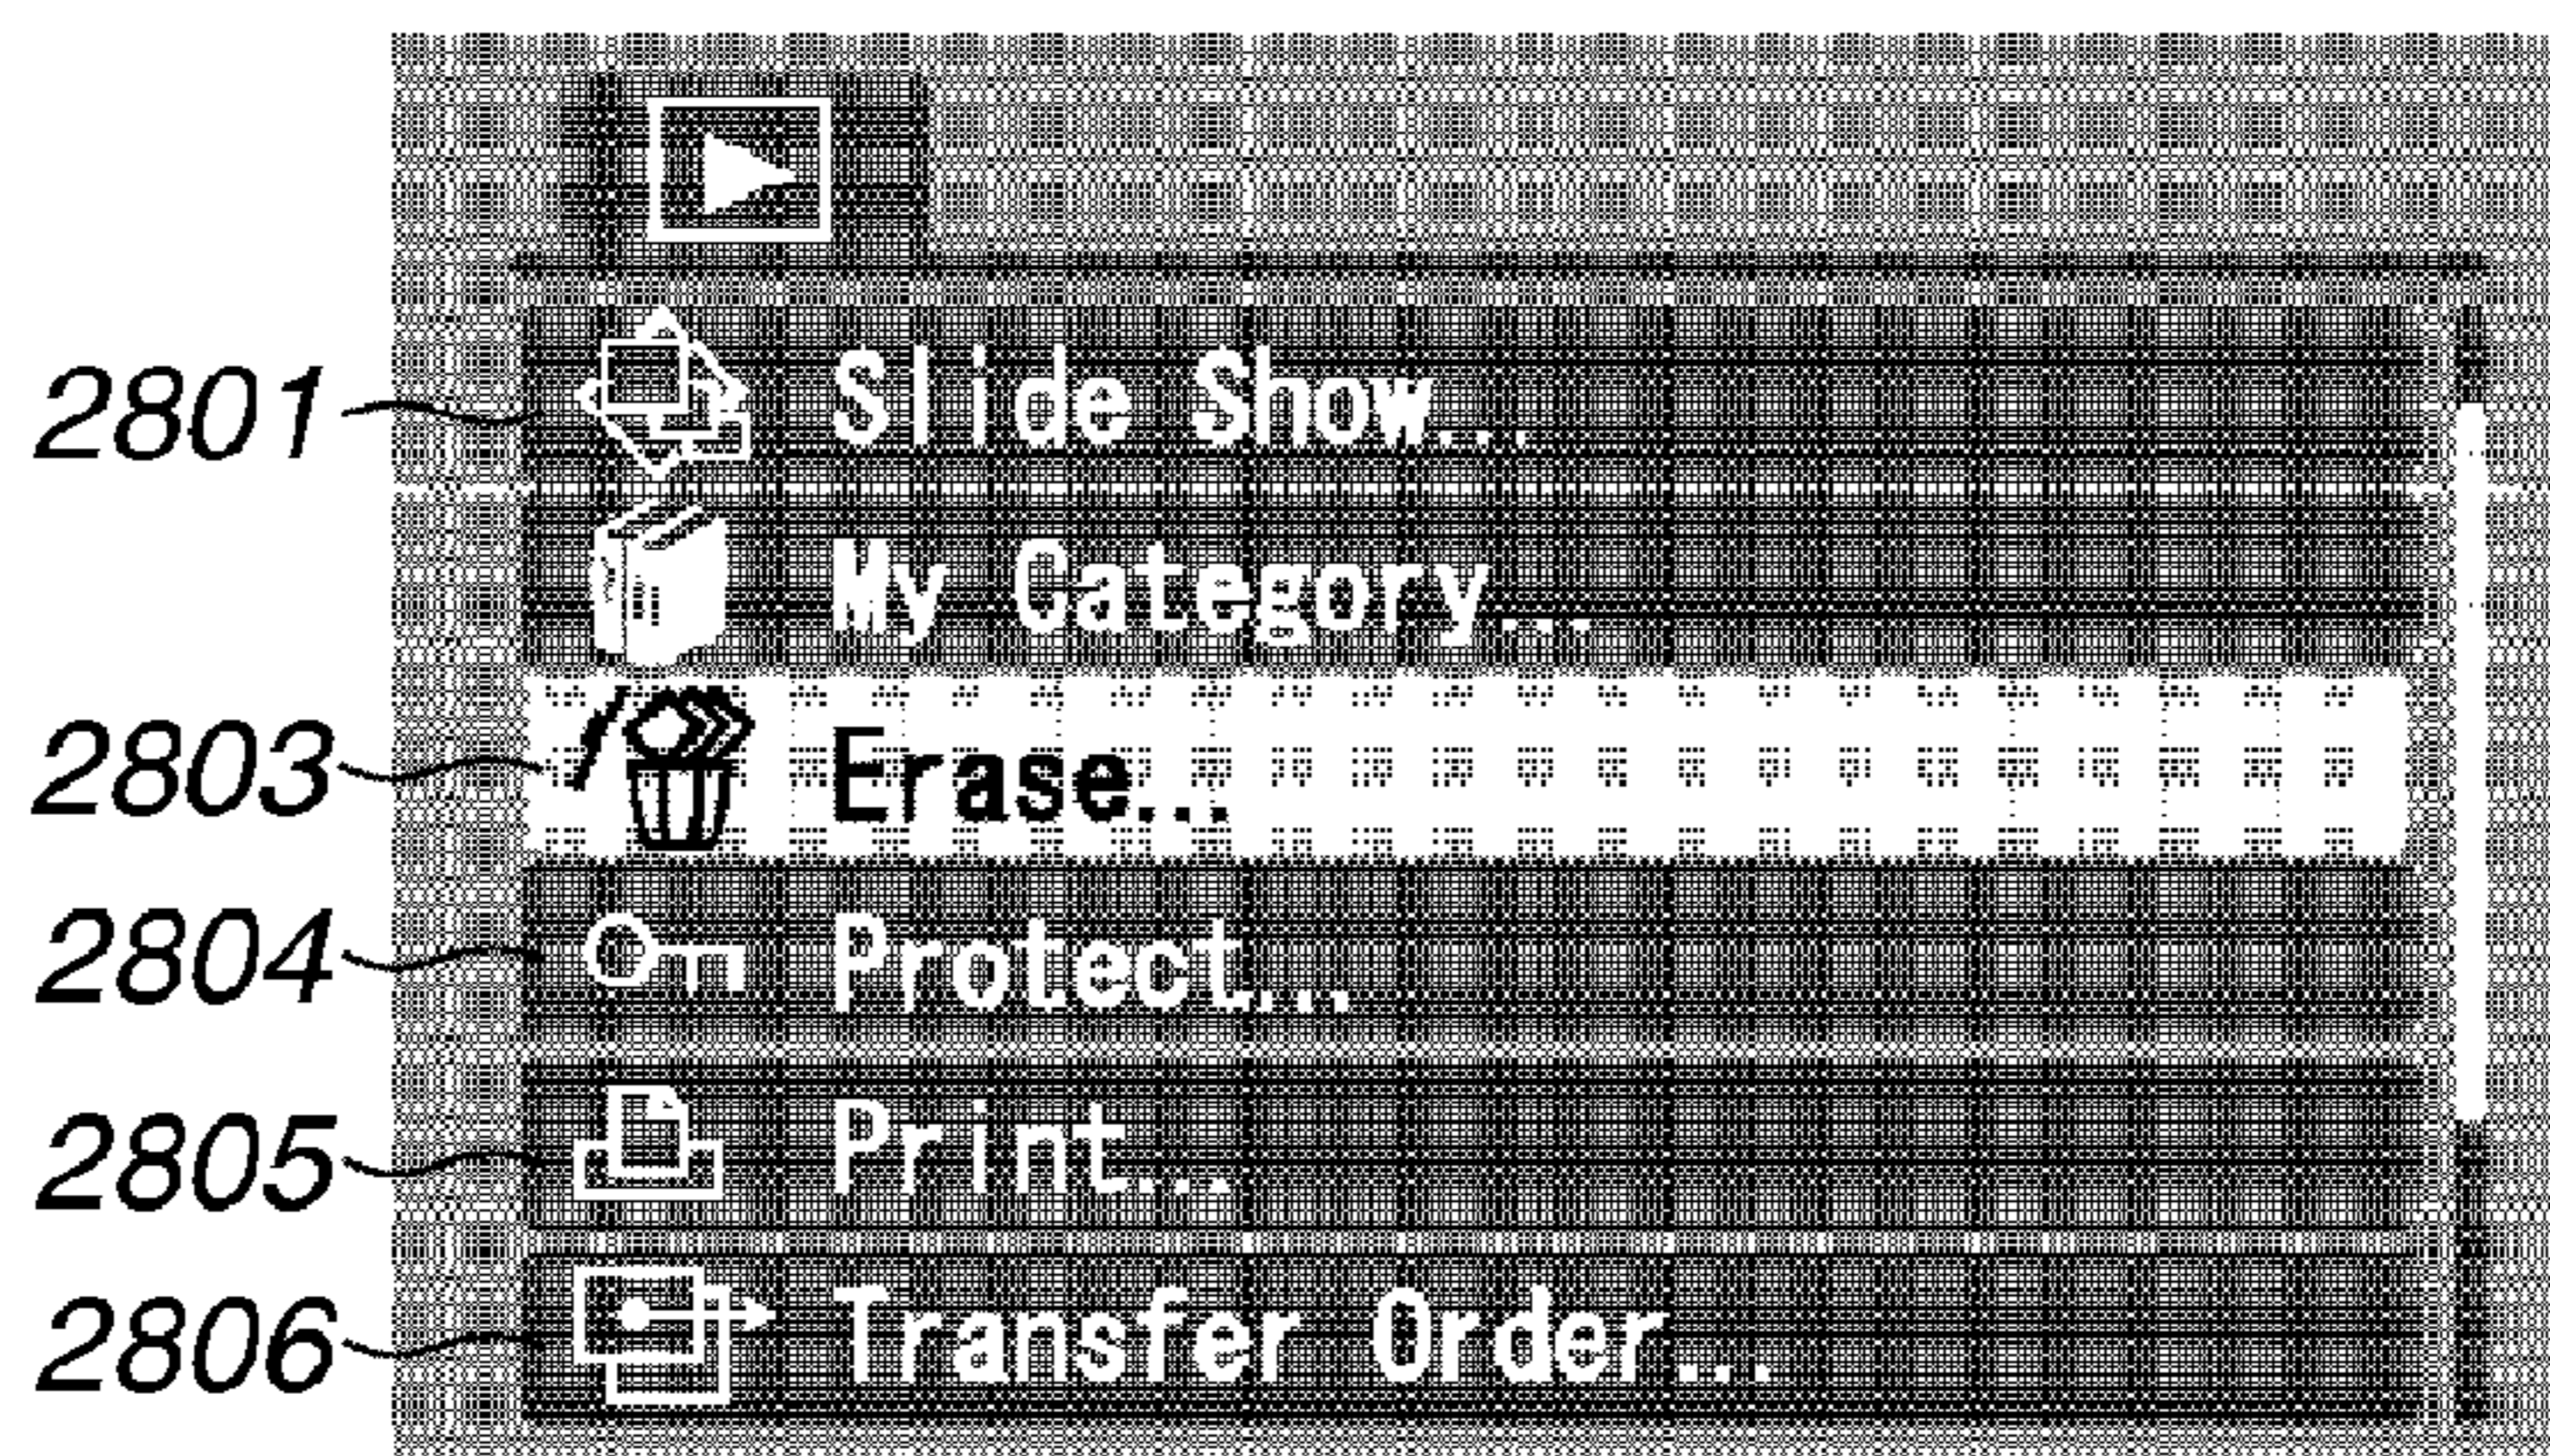 2801 Slide Show...
My Category...
2803 Erase...
2804 Protect...
2805 Print...
2806 Transfer Order...